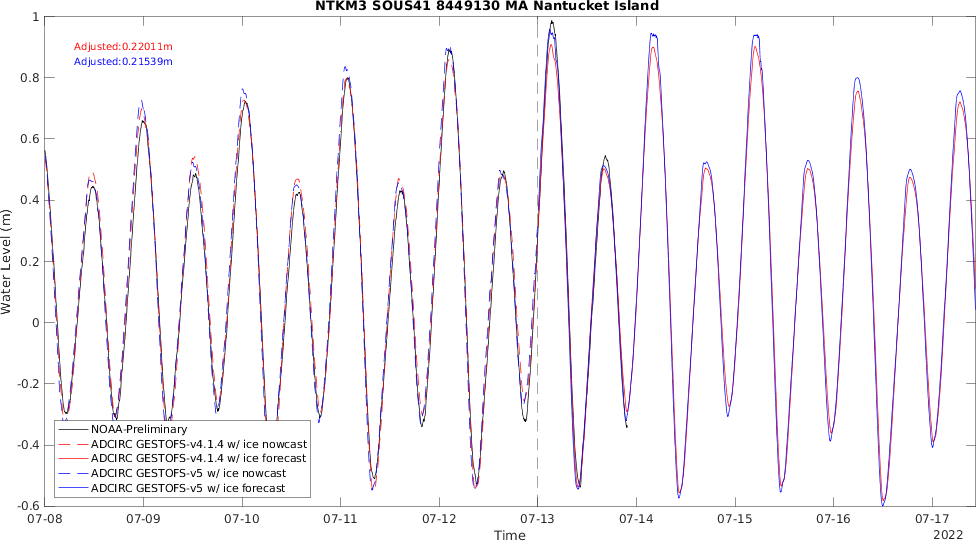 NTKM3 SOUS41 8449130 MA Nantucket Island
Adjusted:0.22011m
Adjusted:0.21539m
Water Level (m)
1
0.8
0.6
0.4
0.2
0
-0.2
-0.4
-0.6
NOAA-Preliminary
ADCIRC GESTOFS-v4.1.4 w/ ice nowcast
ADCIRC GESTOFS-v4.1.4 w/ ice forecast
ADCIRC GESTOFS-v5 w/ ice nowcast
ADCIRC GESTOFS-v5 w/ ice forecast
07-08 07-09 07-10 07-11 07-12 07-13 07-14 07-15 07-16 07-17
Time
2022